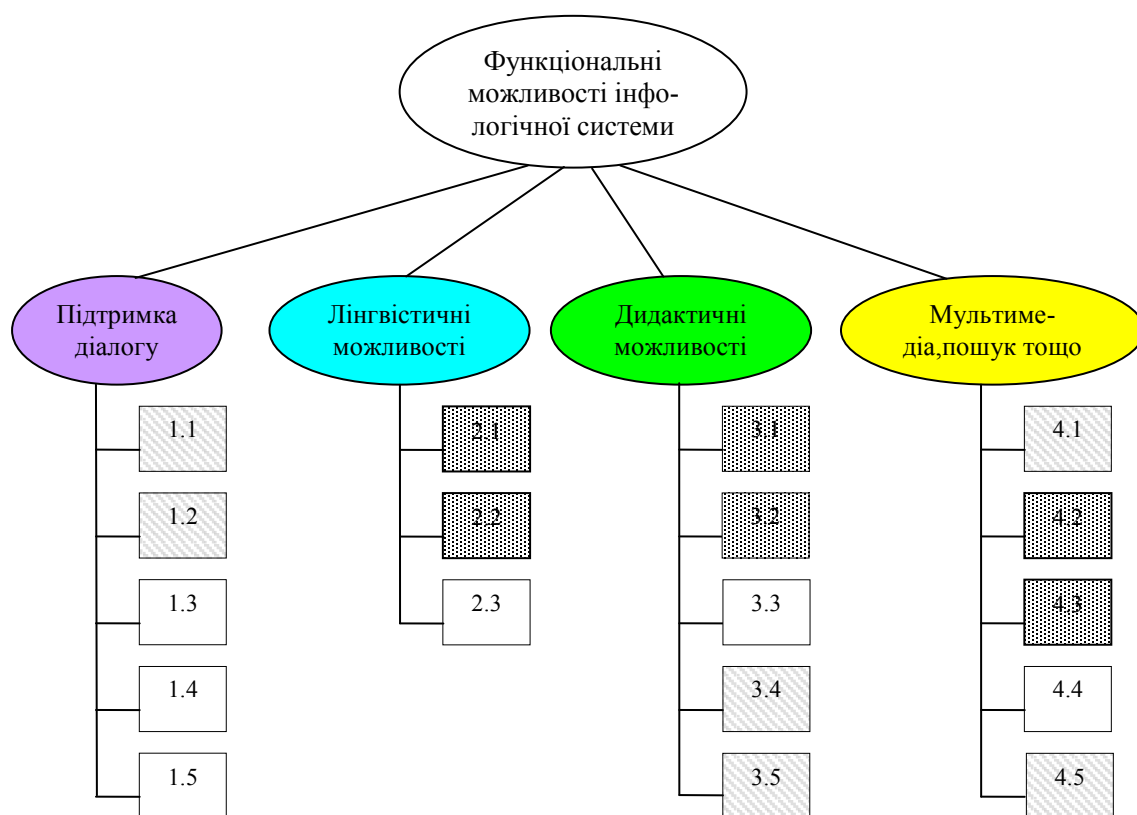 Функціональні
можливості інфо-
логічної системи
Підтримка
діалогу
Лінгвістичні
можливості
Дидактичні
можливості
Мультиме-
діа,пошук тощо
1.1
1.2
1.3
1.4
1.5
2.1
2.2
2.3
3.1
3.2
3.3
3.4
3.5
4.1
4.2
4.3
4.4
4.5